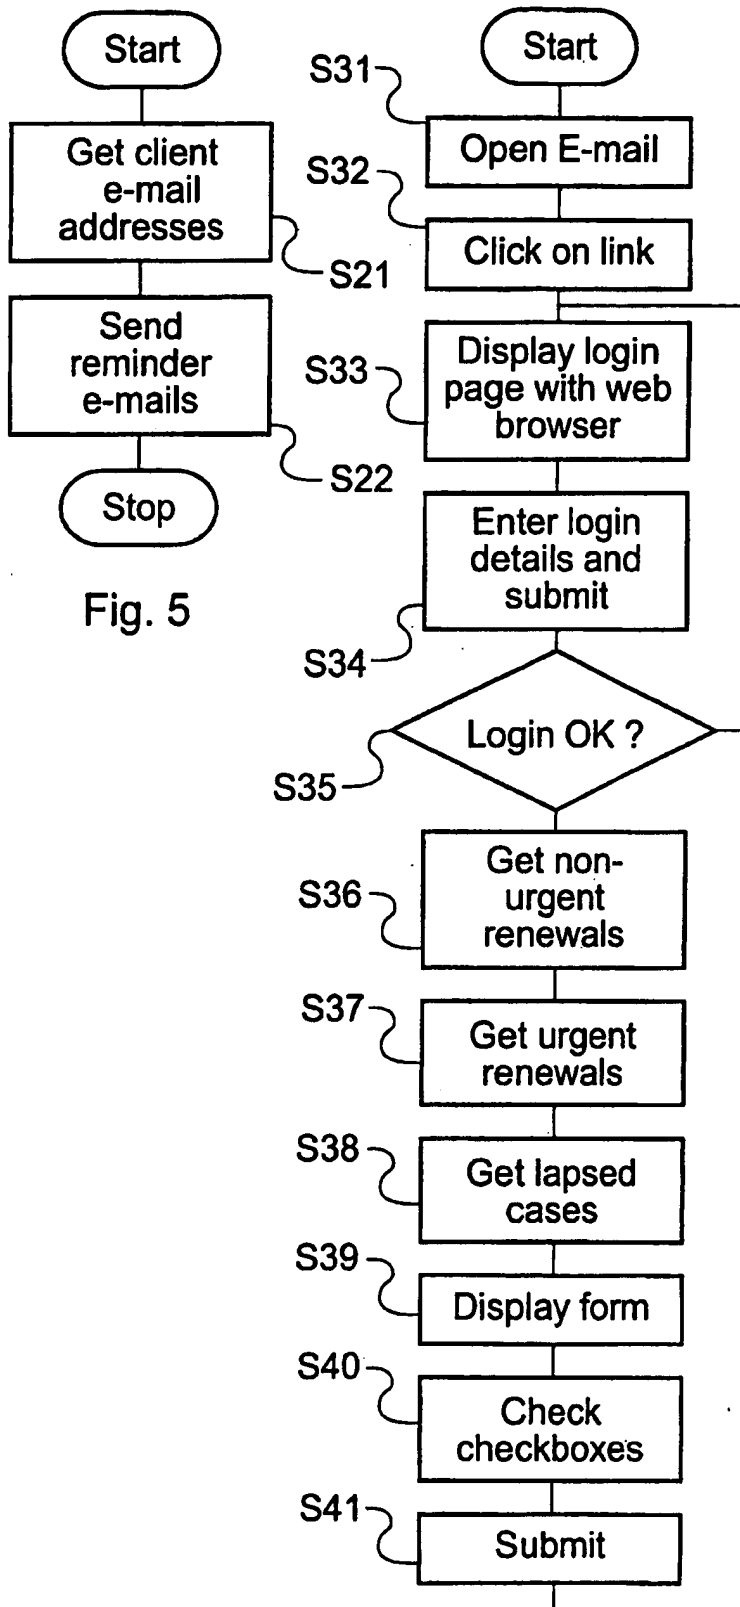 Start
Get client
e-mail
addresses
S21
Send
reminder
e-mails
S22
Stop
Fig. 5
Start
S31
Open E-mail
S32
Click on link
S33
Display login
page with web
browser
Enter login
details and
submit
S34
Login OK ?
S35
Get non-
urgent
renewals
S36
S37
Get urgent
renewals
S38
Get lapsed
cases
S39
Display form
S40
Check
checkboxes
S41
Submit